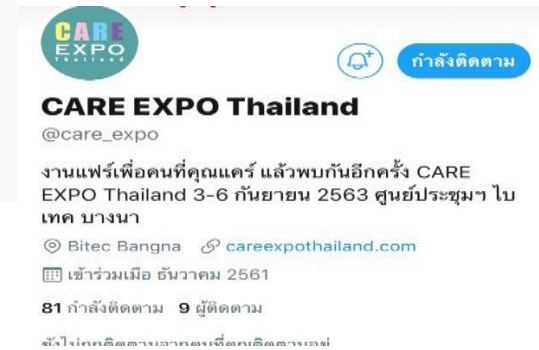 CARE
EXPO
Thailand
กำลังติดตาม
CARE EXPO Thailand
@care_expo
งานแฟร์เพื่อคนที่คุณแคร์ แล้วพบกันอีกครั้ง CARE
EXPO Thailand 3-6 กันยายน 2563 ศูนย์ประชุมฯ ไบ
เทค บางนา
Bitec Bangna careexpothailand.com
เข้าร่วมเมื่อ ธันวาคม 2561
81 กำลังติดตาม 9 ผู้ติดตาม